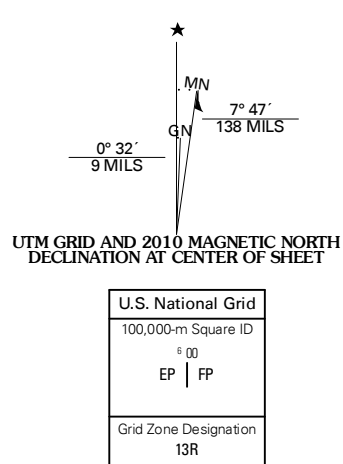 ★
MN
7° 47´
138 MILS
GN
0° 32´
9 MILS
UTM GRID AND 2010 MAGNETIC NORTH
DECLINATION AT CENTER OF SHEET
U.S. National Grid
100,000-m Square ID
6 00
EP FP
Grid Zone Designation
13R